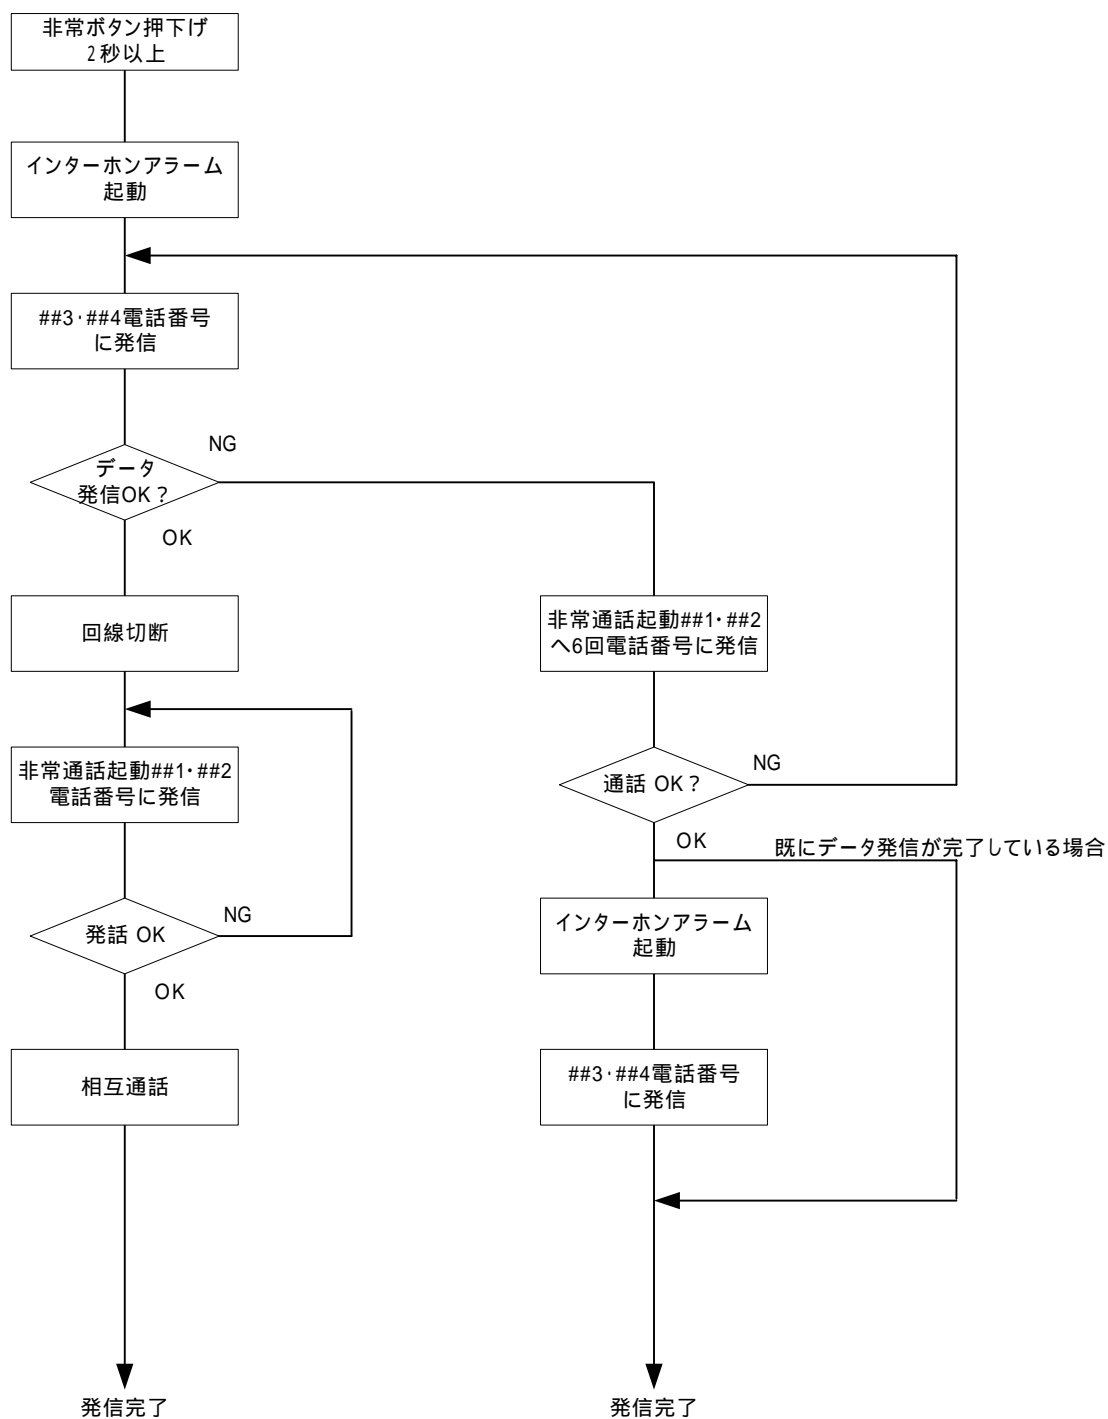 非常ボタン押下げ
2秒以上
インターホンアラーム
起動
##3・##4電話番号
に発信
NG
データ
発信OK？
OK
回線切断
非常通話起動##1・##2
へ6回電話番号に発信
非常通話起動##1・##2
電話番号に発信
通話 OK？
NG
OK
既にデータ発信が完了している場合
発話 OK
NG
OK
インターホンアラーム
起動
相互通話
##3・##4電話番号
に発信
発信完了
発信完了